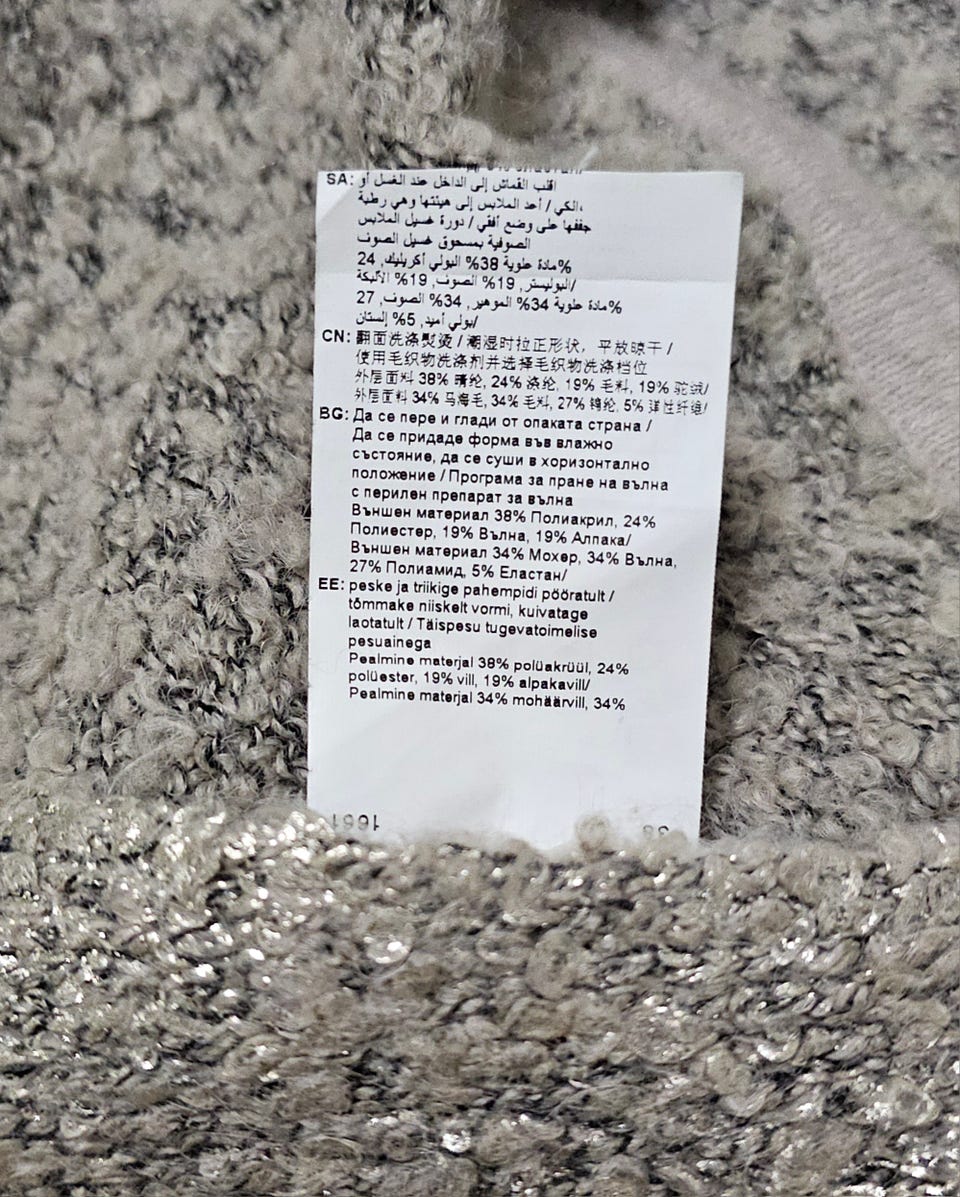 SA: اقلب القماش إلى الداخل عند الغسل أو
الكي / أعد الملابس إلى هيئتها وهي رطبة،
جففها على وضع أفقي / دورة غسيل الملابس
الصوفية بمسحوق غسيل الصوف
%مادة علوية 38% البولي أكريليك, 24
/البوليستر, 19% الصوف, 19% الألبكة
%مادة علوية 34% الموهير, 34% الصوف, 27
/بولي أميد, 5% إلستان
CN: 翻面洗涤熨烫 / 潮湿时拉正形状，平放晾干 /
使用毛织物洗涤剂并选择毛织物洗涤档位
外层面料 38% 腈纶, 24% 涤纶, 19% 毛料, 19% 驼绒/
外层面料 34% 马海毛, 34% 毛料, 27% 锦纶, 5% 弹性纤维/
BG: Да се пере и глади от опаката страна /
Да се придаде форма във влажно
състояние, да се суши в хоризонтално
положение / Програма за пране на вълна
с перилен препарат за вълна
Външен материал 38% Полиакрил, 24%
Полиестер, 19% Вълна, 19% Алпака/
Външен материал 34% Мохер, 34% Вълна,
27% Полиамид, 5% Еластан/
EE: peske ja triikige pahempidi pööratult /
tõmmake niiskelt vormi, kuivatage
laotatult / Täispesu tugevatoimelise
pesuainega
Pealmine materjal 38% polüakrüül, 24%
polüester, 19% vill, 19% alpakavill/
Pealmine materjal 34% mohäärvill, 34%